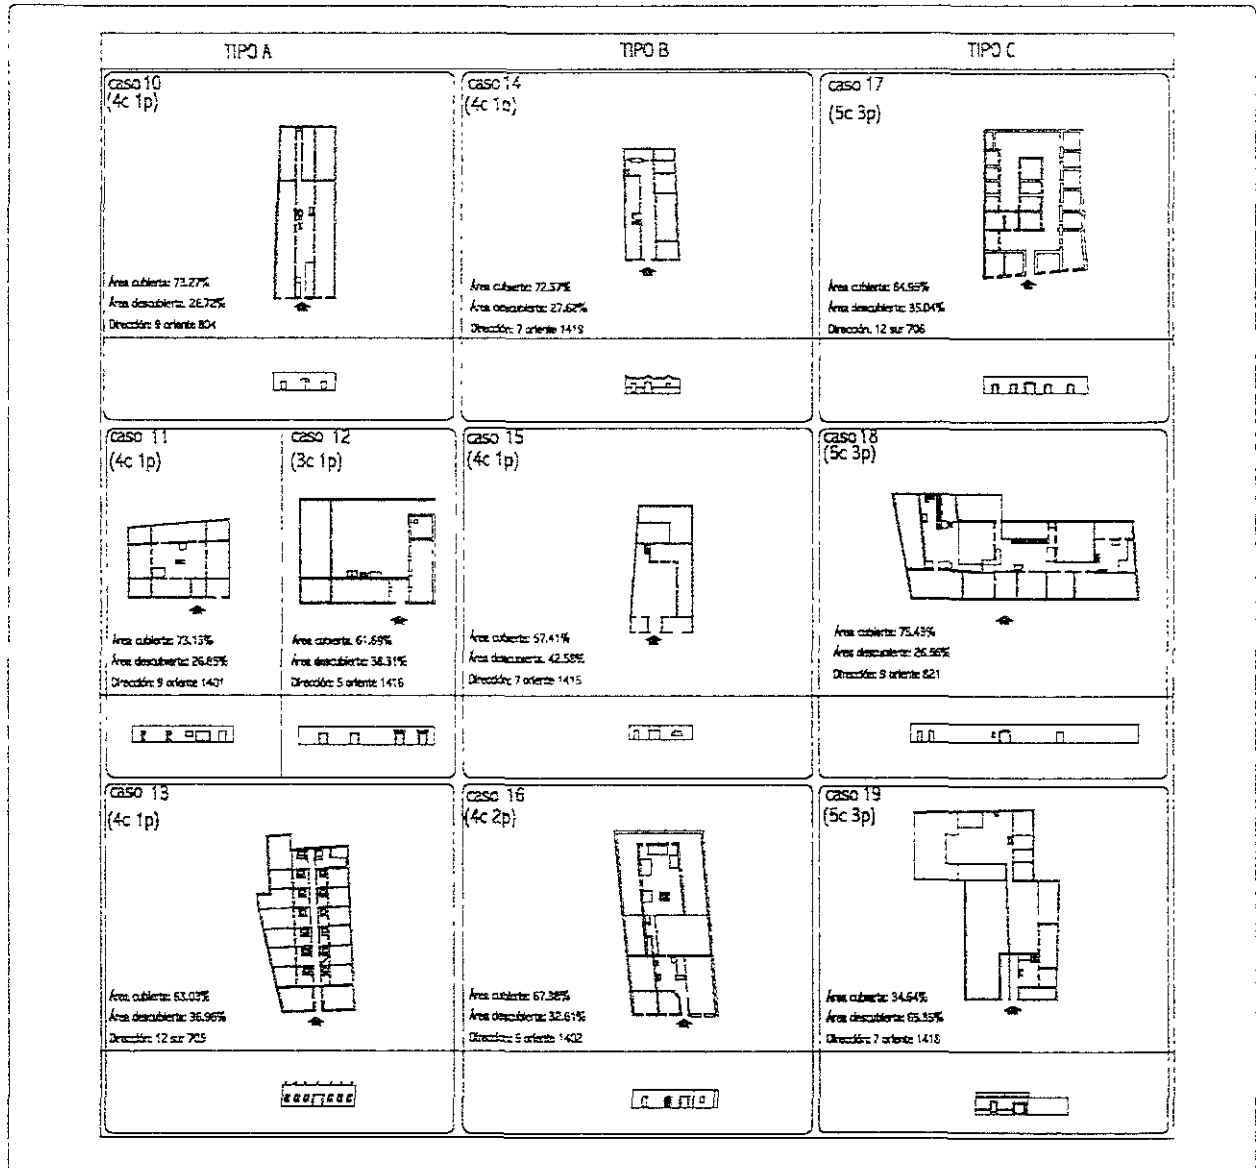 TIPO A
TIPO B
TIPO C
caso 10
(4c 1p)
Área cubierta: 73.27%
Área descubierta: 26.72%
Dirección: 9 oriente 804
caso 14
(4c 1p)
Área cubierta: 72.37%
Área descubierta: 27.62%
Dirección: 7 oriente 1419
caso 17
(5c 3p)
Área cubierta: 64.95%
Área descubierta: 35.04%
Dirección. 12 sur 706
caso 11
(4c 1p)
Área cubierta: 73.15%
Área descubierta: 26.85%
Dirección: 9 oriente 1401
caso 12
(3c 1p)
Área cubierta. 61.69%
Área descubierta: 38.31%
Dirección: 5 oriente 1416
caso 15
(4c 1p)
Área cubierta: 57.41%
Área descubierta: 42.58%
Dirección: 7 oriente 1415
caso 18
(5c 3p)
Área cubierta: 75.43%
Área descubierta: 26.56%
Dirección: 9 oriente 821
caso 13
(4c 1p)
Área cubierta: 63.03%
Área descubierta: 36.96%
Dirección: 12 sur 705
caso 16
(4c 2p)
Área cubierta: 67.38%
Área descubierta: 32.61%
Dirección: 5 oriente 1402
caso 19
(5c 3p)
Área cubierta: 34.64%
Área descubierta: 65.35%
Dirección: 7 oriente 1418